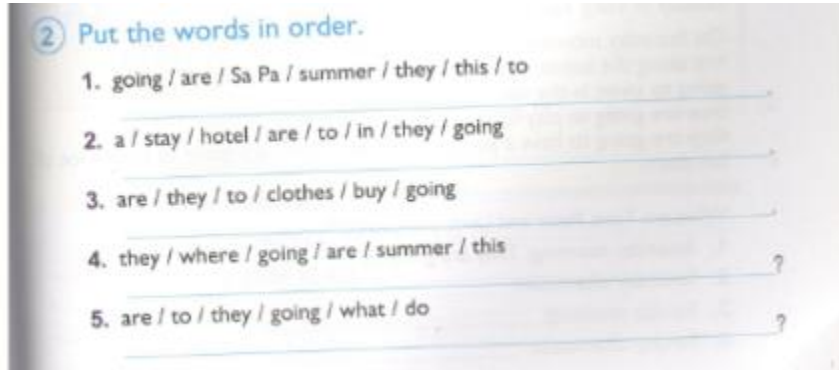 2 Put the words in order.
1. going / are / Sa Pa / summer / they / this / to
.
2. a / stay / hotel / are / to / in / they / going
.
3. are / they / to / clothes / buy / going
.
4. they / where / going / are / summer / this
?
5. are / to / they / going / what / do
?